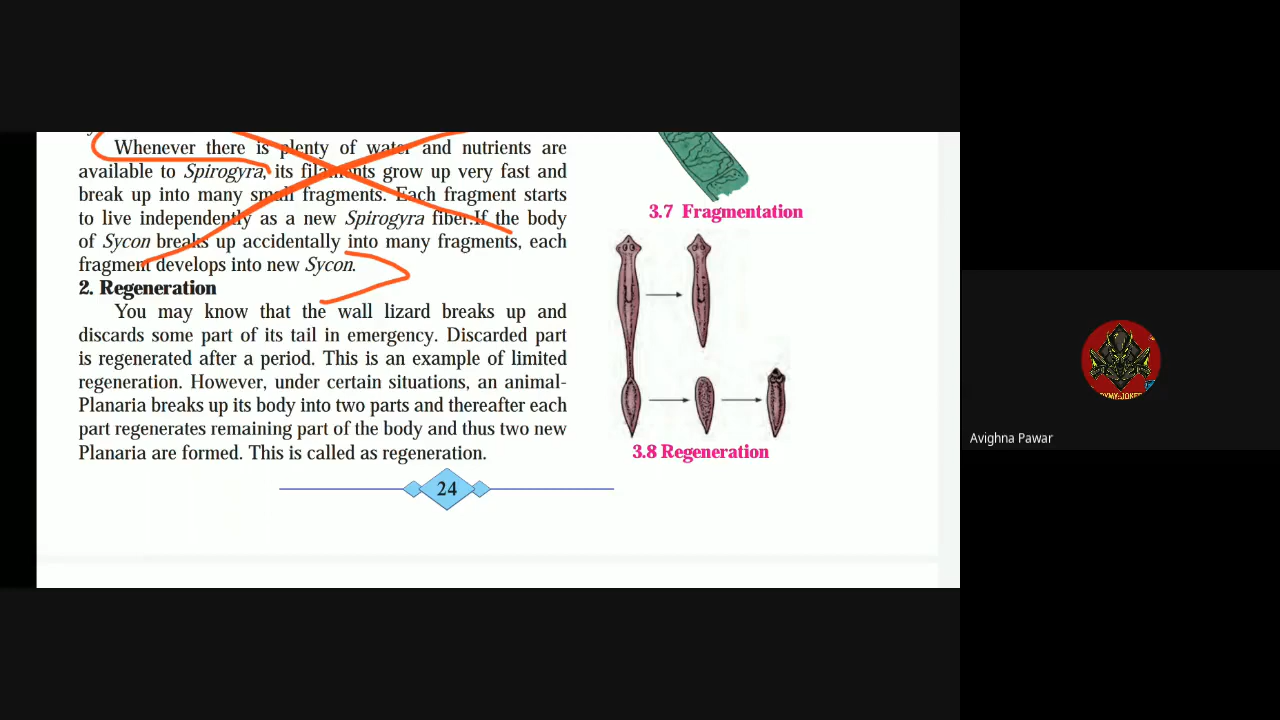 Whenever there is plenty of water and nutrients are
available to Spirogyra, its filaments grow up very fast and
break up into many small fragments. Each fragment starts
to live independently as a new Spirogyra fiber.If the body
of Sycon breaks up accidentally into many fragments, each
fragment develops into new Sycon.
2. Regeneration
You may know that the wall lizard breaks up and
discards some part of its tail in emergency. Discarded part
is regenerated after a period. This is an example of limited
regeneration. However, under certain situations, an animal-
Planaria breaks up its body into two parts and thereafter each
part regenerates remaining part of the body and thus two new
Planaria are formed. This is called as regeneration.
24
3.7 Fragmentation
3.8 Regeneration
Avighna Pawar